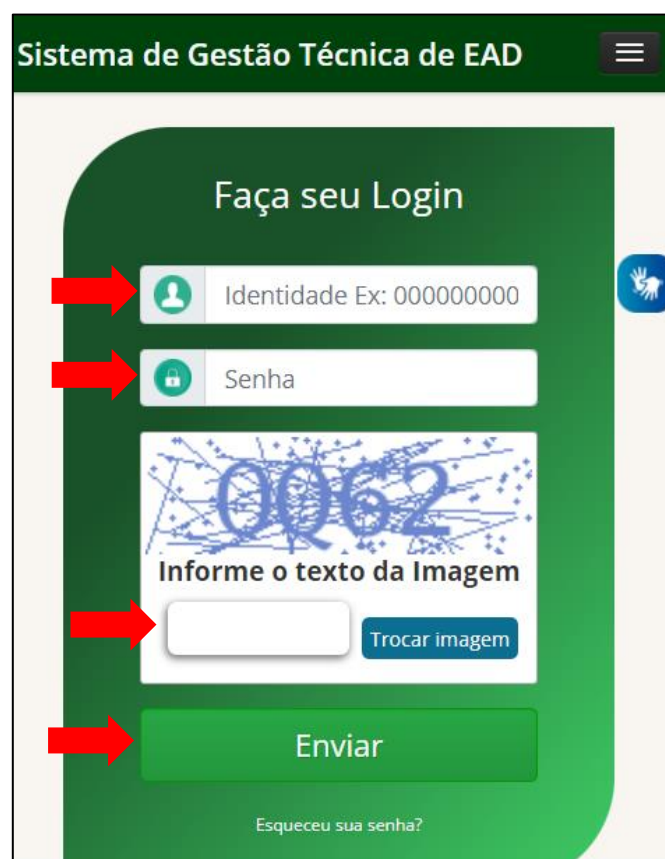 Sistema de Gestão Técnica de EAD
Faça seu Login
Identidade Ex: 000000000
Senha
Informe o texto da Imagem
Trocar imagem
Enviar
Esqueceu sua senha?